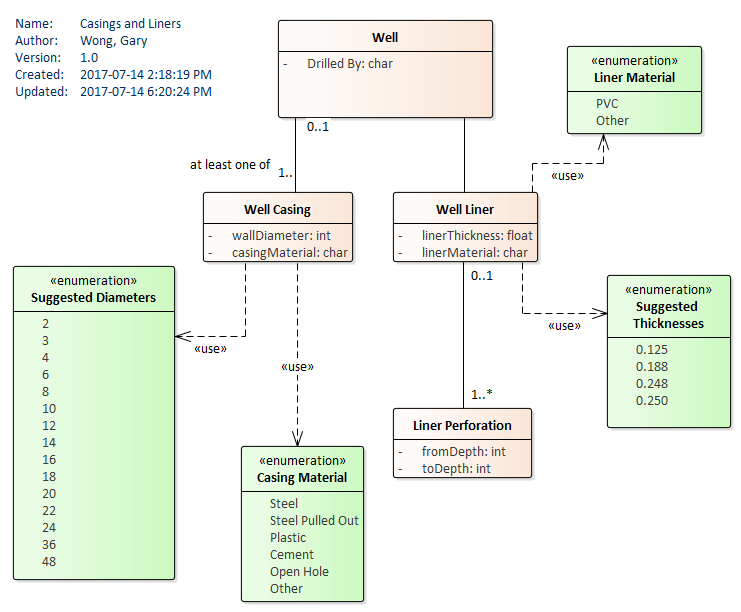 Name: Casings and Liners
Author: Wong, Gary
Version: 1.0
Created: 2017-07-14 2:18:19 PM
Updated: 2017-07-14 6:20:24 PM
Well
- Drilled By: char
0..1
at least one of
1..
«enumeration»
Liner Material
PVC
Other
«use»
Well Casing
- wallDiameter: int
- casingMaterial: char
Well Liner
- linerThickness: float
- linerMaterial: char
0..1
«enumeration»
Suggested Diameters
2
3
4
6
8
10
12
14
16
18
20
22
24
36
48
«use»
«use»
«use»
«enumeration»
Suggested
Thicknesses
0.125
0.188
0.248
0.250
1..*
Liner Perforation
- fromDepth: int
- toDepth: int
«enumeration»
Casing Material
Steel
Steel Pulled Out
Plastic
Cement
Open Hole
Other